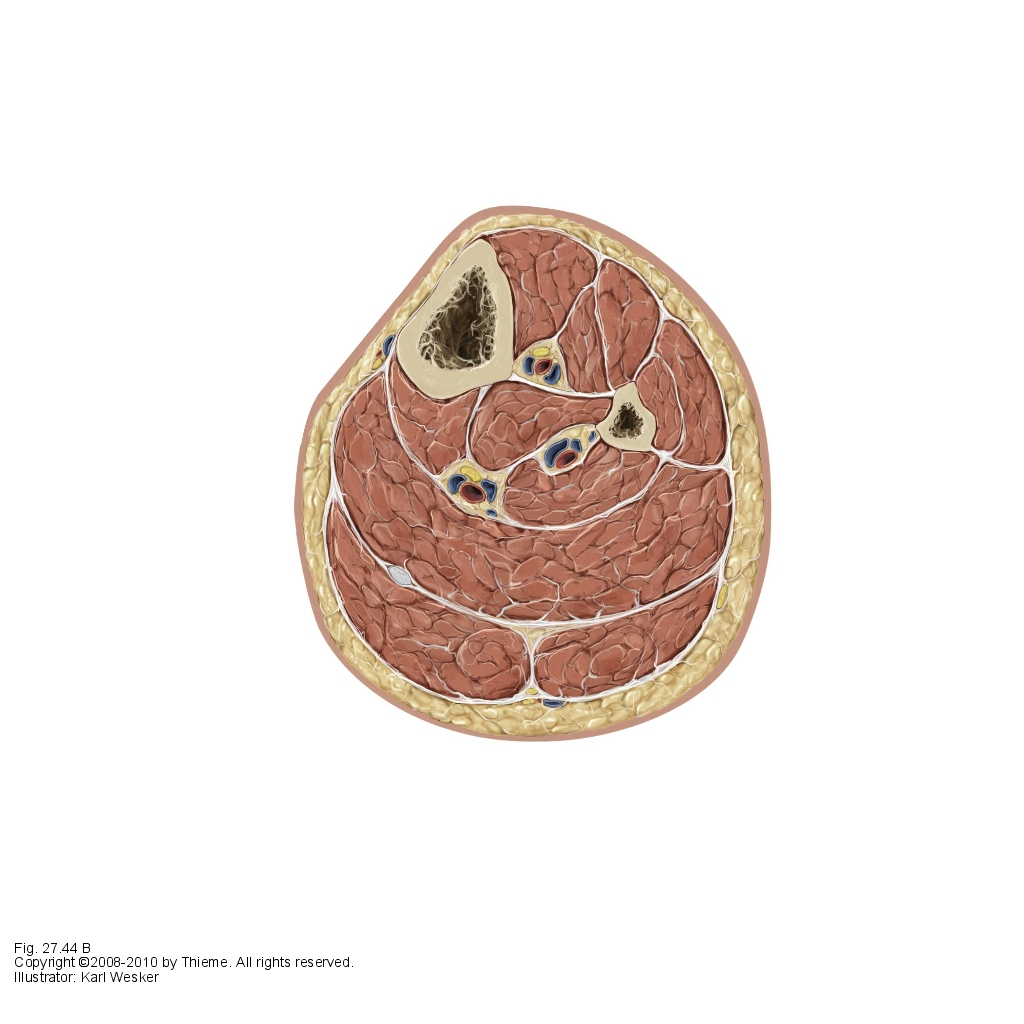 Fig. 27.44 B
Copyright ©2008-2010 by Thieme. All rights reserved.
Illustrator: Karl Wesker